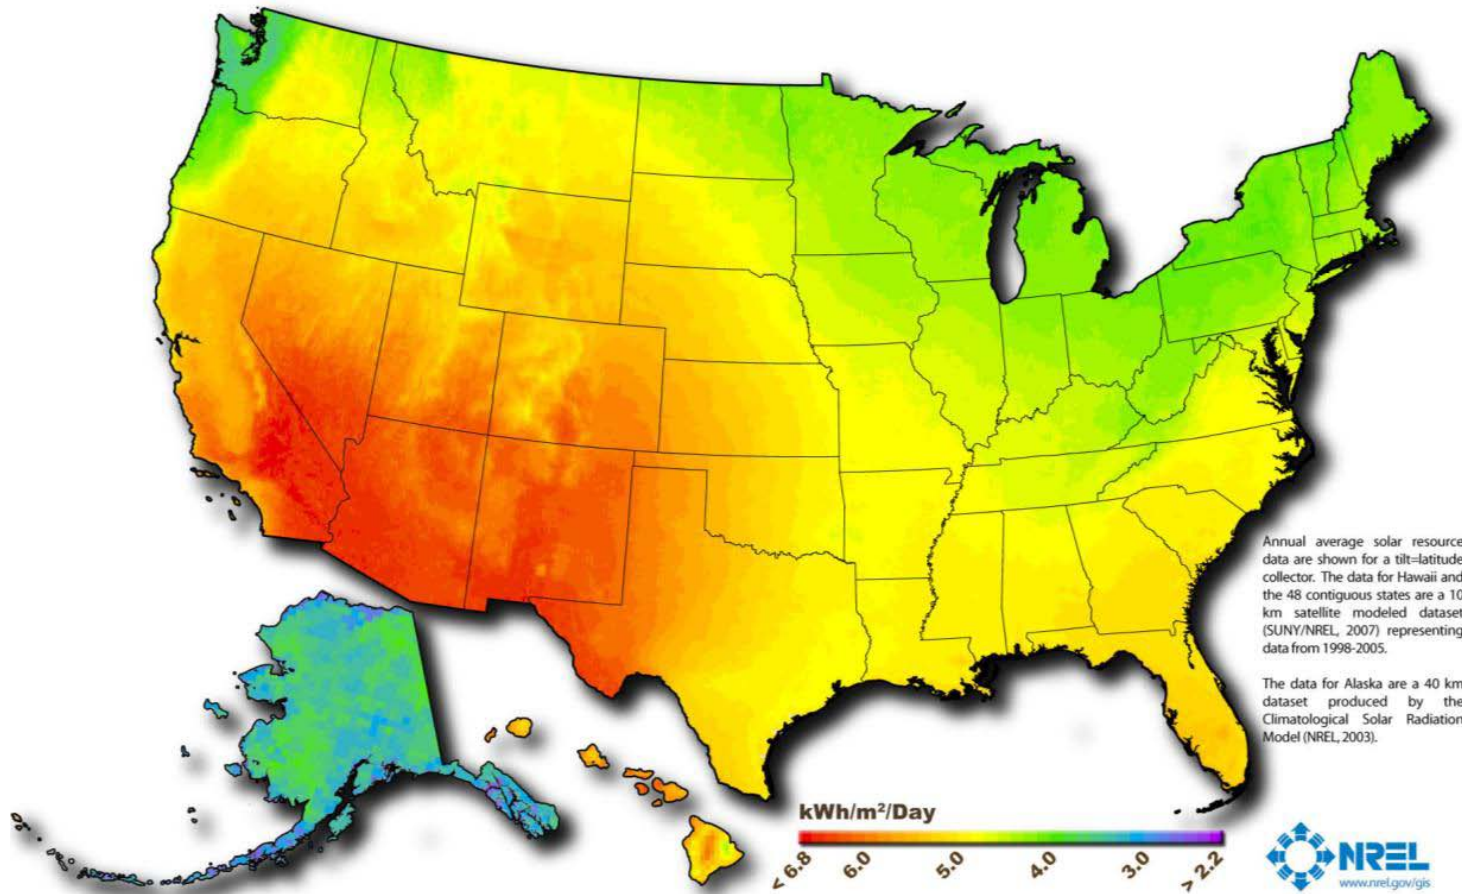 Annual average solar resource
data are shown for a tilt=latitude
collector. The data for Hawaii and
the 48 contiguous states are a 10
km satellite modeled dataset
(SUNY/NREL, 2007) representing
data from 1998-2005.
The data for Alaska are a 40 km
dataset produced by the
Climatological Solar Radiation
Model (NREL, 2003).
kWh/m²/Day
< 6.8 6.0 5.0 4.0 3.0 > 2.2
NREL
www.nrel.gov/gis